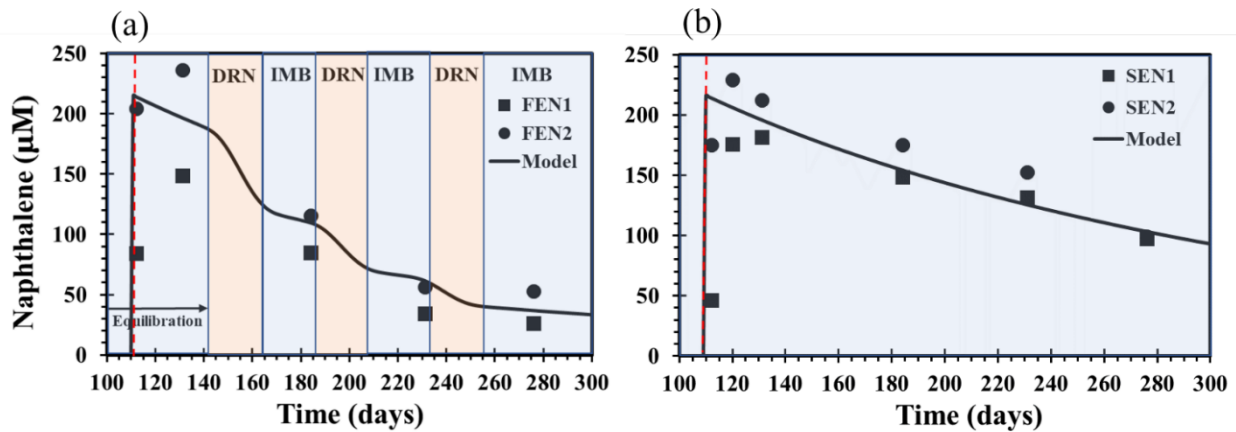 (a)
250
200
150
100
50
0
Naphthalene (µM)
DRN IMB DRN IMB DRN IMB
FEN1
FEN2
Model
Equilibration
100 120 140 160 180 200 220 240 260 280 300
Time (days)
(b)
250
200
150
100
50
0
SEN1
SEN2
Model
100 120 140 160 180 200 220 240 260 280 300
Time (days)